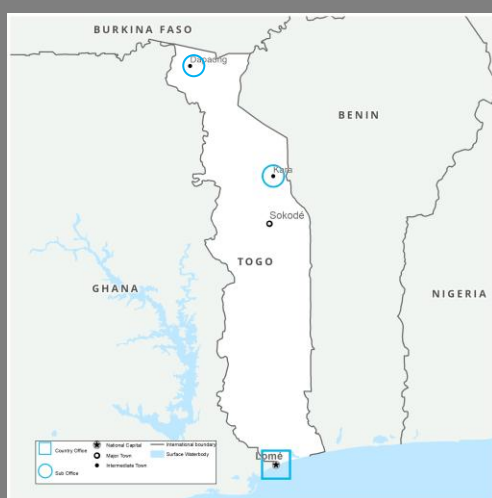 BURKINA FASO
Dapaong
BENIN
Kara
Sokodé
TOGO
GHANA
NIGERIA
Lomé
Country Office
Sub Office
National Capital
Major Town
Intermediate Town
International boundary
Surface Waterbody